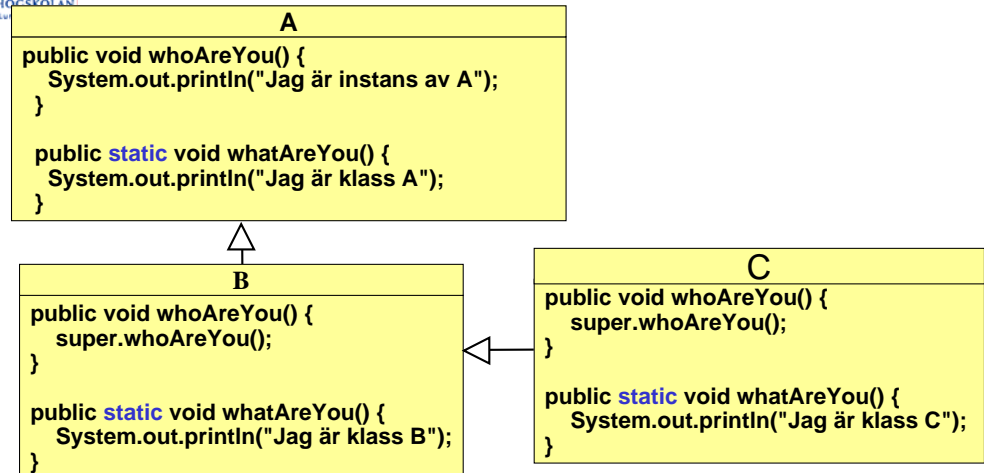 HÖGSKOLAN
A
public void whoAreYou() {
System.out.println("Jag är instans av A");
}
public static void whatAreYou() {
System.out.println("Jag är klass A");
}
B
public void whoAreYou() {
super.whoAreYou();
}
public static void whatAreYou() {
System.out.println("Jag är klass B");
}
C
public void whoAreYou() {
super.whoAreYou();
}
public static void whatAreYou() {
System.out.println("Jag är klass C");
}